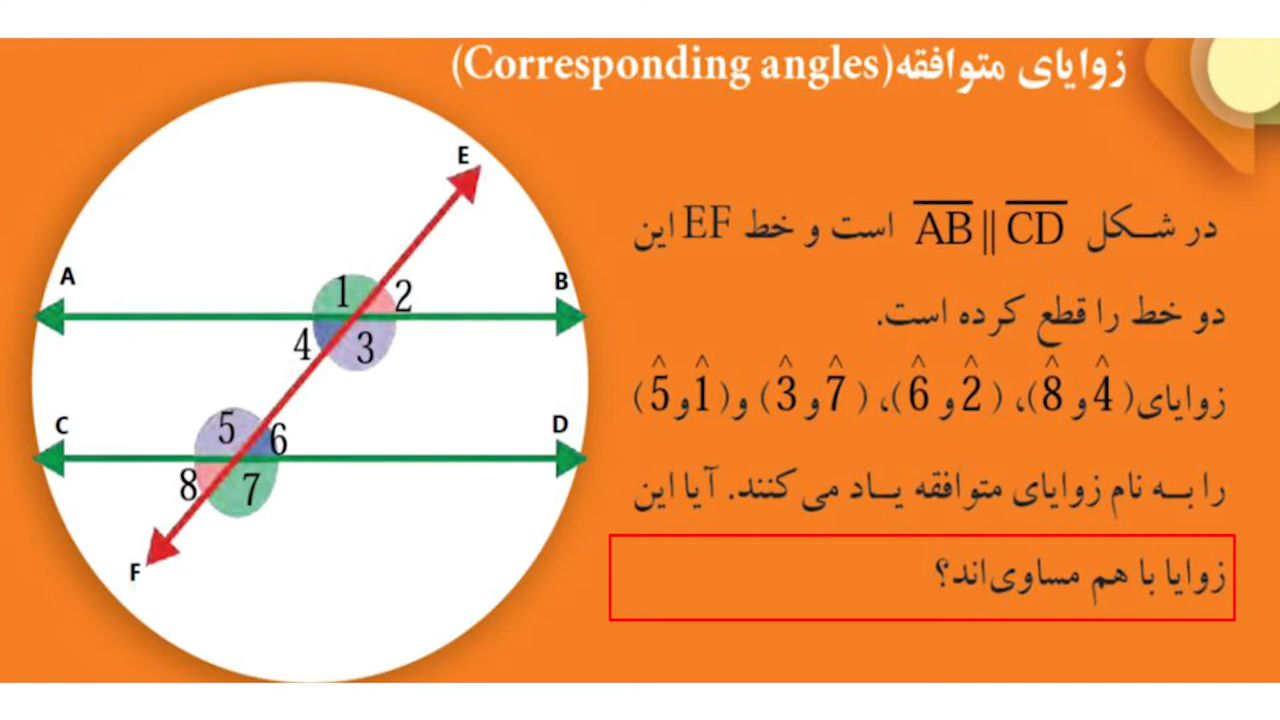 زوایای متوافقه(Corresponding angles)
در شکل AB || CD است و خط EF این
دو خط را قطع کرده است.
زوایای(4̂ و 8̂)، (2̂ و 6̂)، (7̂ و 3̂) و(1̂ و 5̂)
را به نام زوایای متوافقه یاد می کنند. آیا این
زوایا با هم مساوی‌اند؟
E
A
B
1
2
4
3
C
D
5
6
8
7
F